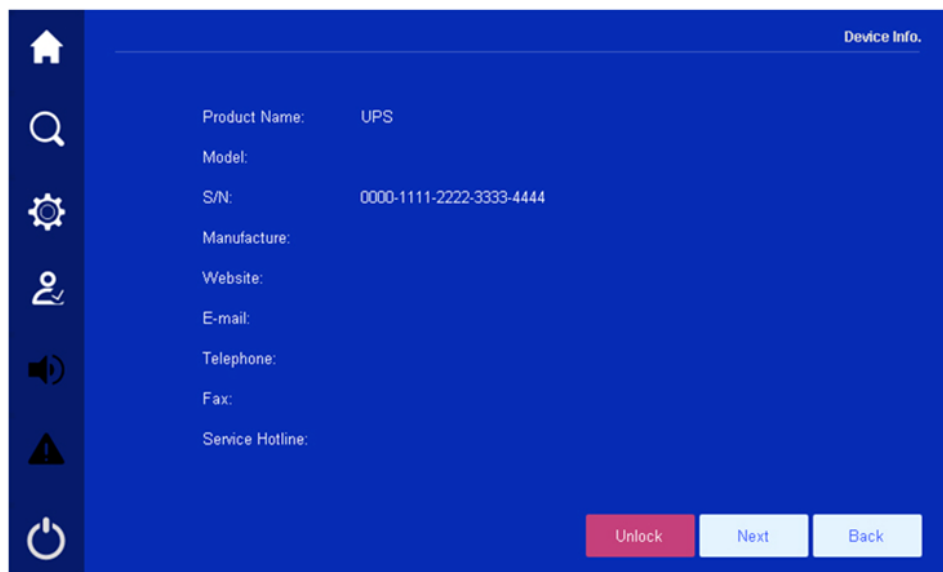 Device Info.
Product Name: UPS
Model:
S/N: 0000-1111-2222-3333-4444
Manufacture:
Website:
E-mail:
Telephone:
Fax:
Service Hotline:
Unlock Next Back